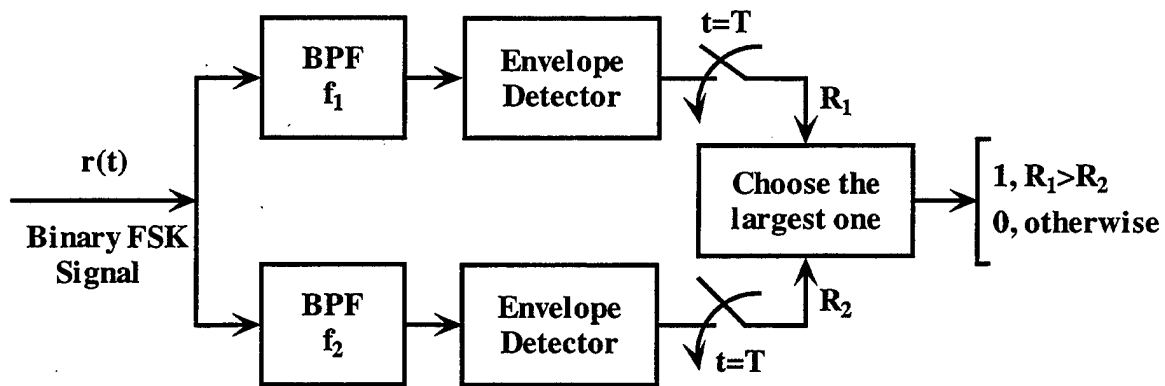 BPF
f₁
Envelope
Detector
t=T
R₁
r(t)
Binary FSK
Signal
Choose the
largest one
1, R₁>R₂
0, otherwise
BPF
f₂
Envelope
Detector
R₂
t=T